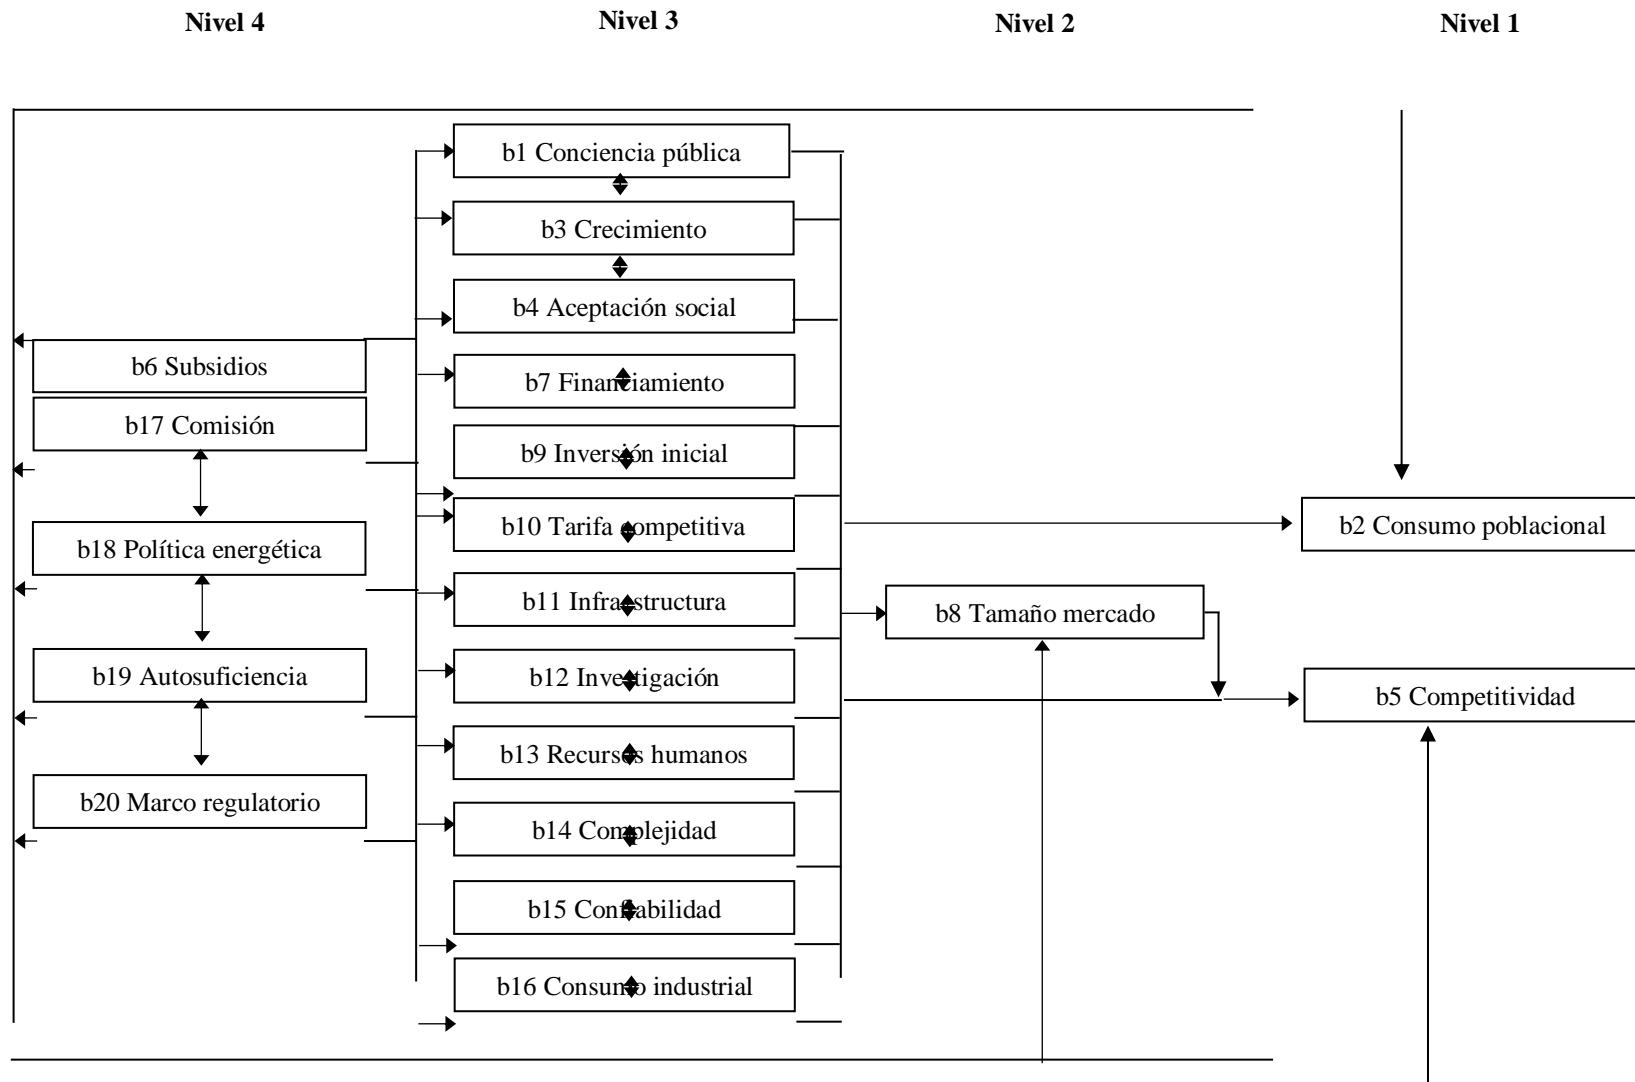 Nivel 4
Nivel 3
Nivel 2
Nivel 1
b1 Conciencia pública
b3 Crecimiento
b4 Aceptación social
b6 Subsidios
b7 Financiamiento
b17 Comisión
b9 Inversión inicial
b10 Tarifa competitiva
b2 Consumo poblacional
b18 Política energética
b11 Infraestructura
b8 Tamaño mercado
b19 Autosuficiencia
b12 Investigación
b5 Competitividad
b13 Recursos humanos
b20 Marco regulatorio
b14 Complejidad
b15 Confiabilidad
b16 Consumo industrial